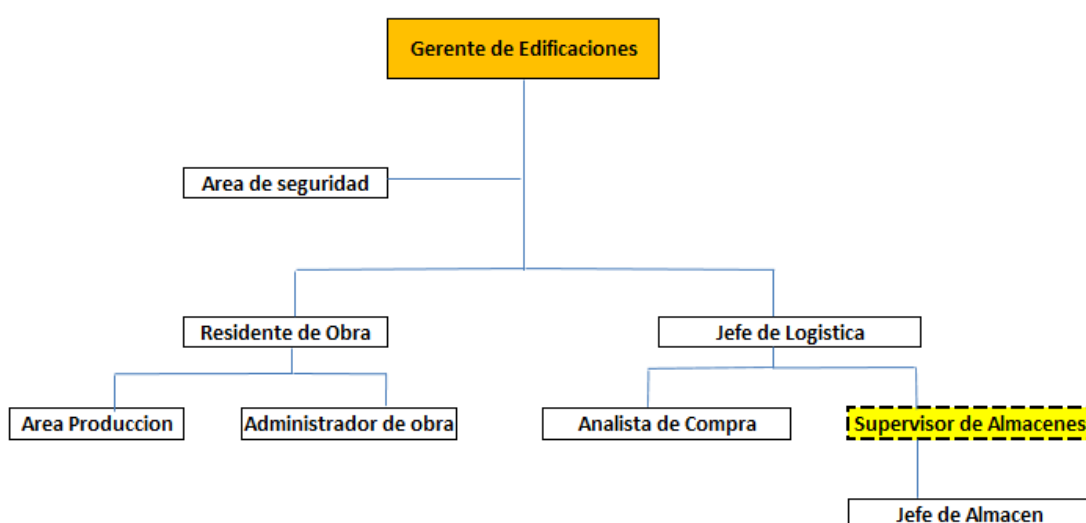 Gerente de Edificaciones
Area de seguridad
Residente de Obra
Jefe de Logistica
Area Produccion
Administrador de obra
Analista de Compra
Supervisor de Almacenes
Jefe de Almacen